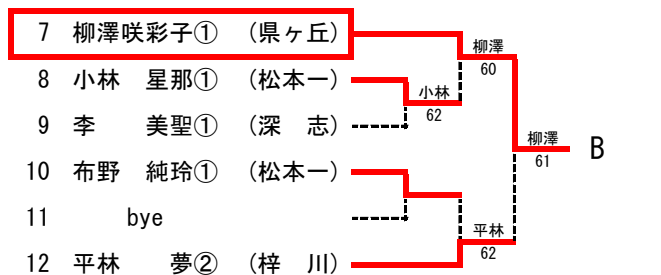 7 柳澤咲彩子① (県ヶ丘)
柳澤
60
8 小林 星那① (松本一)
小林
62
9 李 美聖① (深 志)
柳澤
61
B
10 布野 純玲① (松本一)
11 bye
平林
62
12 平林 夢② (梓 川)